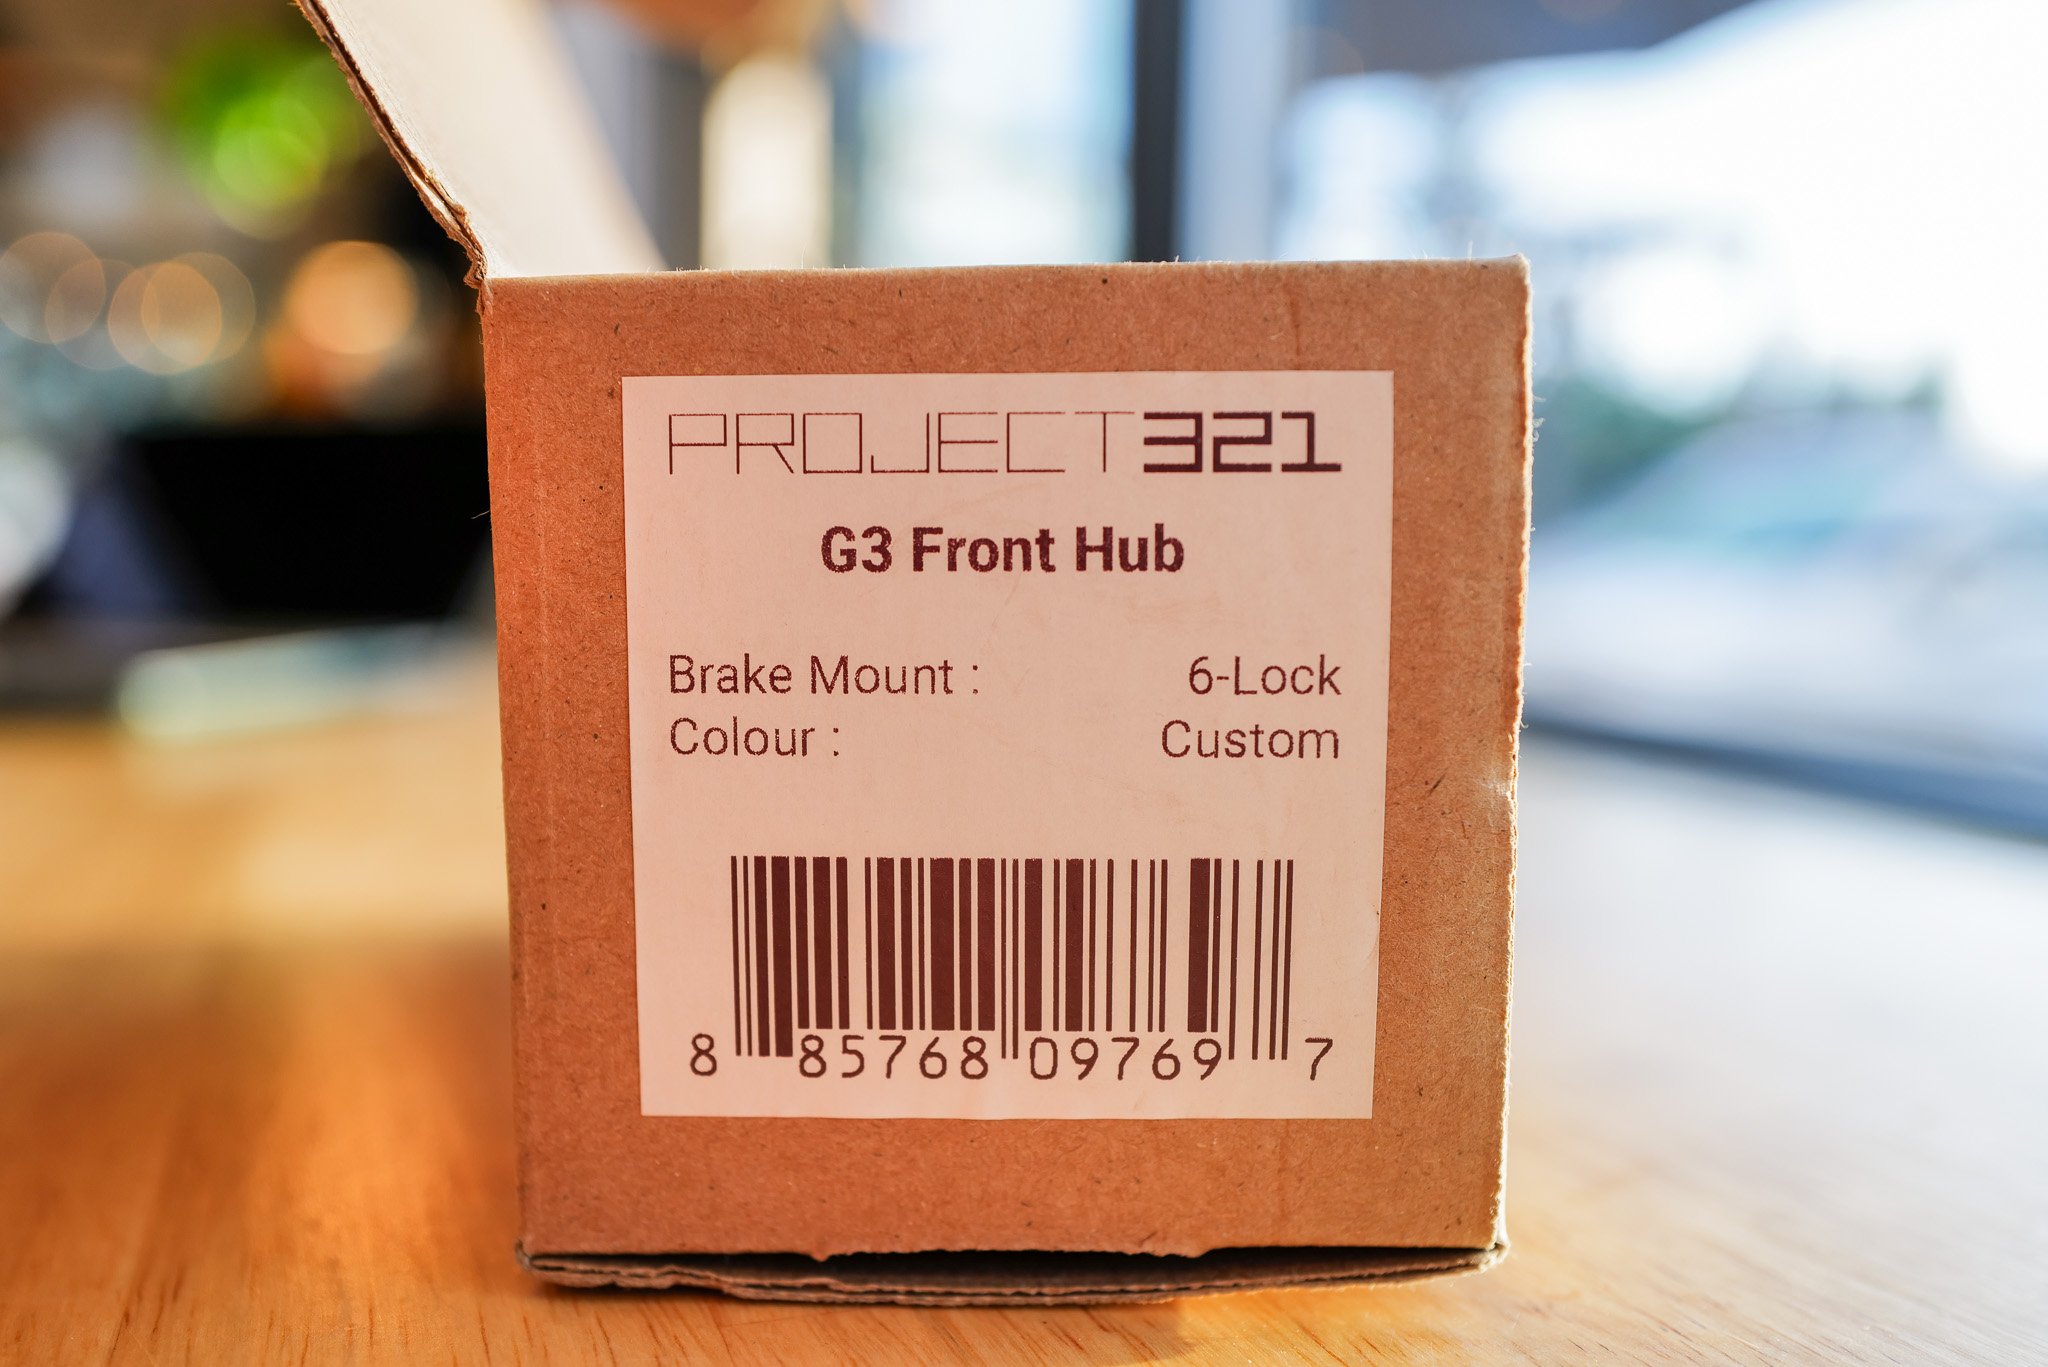 PROJECT321
G3 Front Hub
Brake Mount : 6-Lock
Colour : Custom
8 85768 09769 7